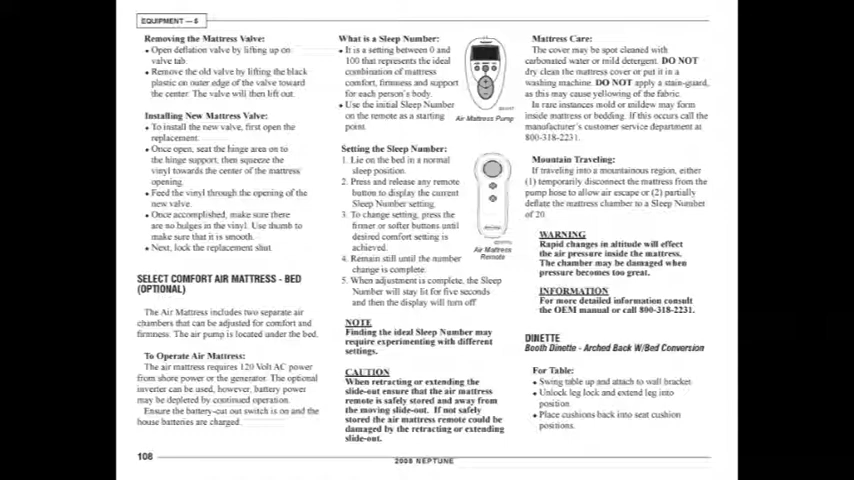 EQUIPMENT — 5
Removing the Mattress Valve:
• Open deflation valve by lifting up on
valve tab.
• Remove the old valve by lifting the black
plastic on outer edge of the valve toward
the center. The valve will then lift out.
Installing New Mattress Valve:
• To install the new valve, first open the
replacement.
• Once open, seat the hinge area on to
the hinge support, then squeeze the
vinyl towards the center of the mattress
opening.
• Feed the vinyl through the opening of the
new valve.
• Once accomplished, make sure there
are no bulges in the vinyl. Use thumb to
make sure that it is smooth.
• Next, lock the replacement shut
SELECT COMFORT AIR MATTRESS - BED
(OPTIONAL)
The Air Mattress includes two separate air
chambers that can be adjusted for comfort and
firmness. The air pump is located under the bed.
To Operate Air Mattress:
The air mattress requires 120 Volt AC power
from shore power or the generator. The optional
inverter can be used, however, battery power
may be depleted by continued operation.
Ensure the battery-cut out switch is on and the
house batteries are charged.
What is a Sleep Number:
• It is a setting between 0 and
100 that represents the ideal
combination of mattress
comfort, firmness and support
for each person's body.
• Use the initial Sleep Number
on the remote as a starting
point.
Air Mattress Pump
Setting the Sleep Number:
1. Lie on the bed in a normal
sleep position.
2. Press and release any remote
button to display the current
Sleep Number setting.
3. To change setting, press the
firmer or softer buttons until
desired comfort setting is
achieved.
4. Remain still until the number
change is complete.
5. When adjustment is complete, the Sleep
Number will stay lit for five seconds
and then the display will turn off
Air Mattress
Remote
NOTE
Finding the ideal Sleep Number may
require experimenting with different
settings.
CAUTION
When retracting or extending the
slide-out ensure that the air mattress
remote is safely stored and away from
the moving slide-out. If not safely
stored the air mattress remote could be
damaged by the retracting or extending
slide-out.
Mattress Care:
The cover may be spot cleaned with
carbonated water or mild detergent. DO NOT
dry clean the mattress cover or put it in a
washing machine. DO NOT apply a stain-guard,
as this may cause yellowing of the fabric.
In rare instances mold or mildew may form
inside mattress or bedding. If this occurs call the
manufacturer's customer service department at
800-318-2231.
Mountain Traveling:
If traveling into a mountainous region, either
(1) temporarily disconnect the mattress from the
pump hose to allow air escape or (2) partially
deflate the mattress chamber to a Sleep Number
of 20.
WARNING
Rapid changes in altitude will effect
the air pressure inside the mattress.
The chamber may be damaged when
pressure becomes too great.
INFORMATION
For more detailed information consult
the OEM manual or call 800-318-2231.
DINETTE
Booth Dinette - Arched Back W/Bed Conversion
For Table:
• Swing table up and attach to wall bracket.
• Unlock leg lock and extend leg into
position.
• Place cushions back into seat cushion
positions.
108
2008 NEPTUNE